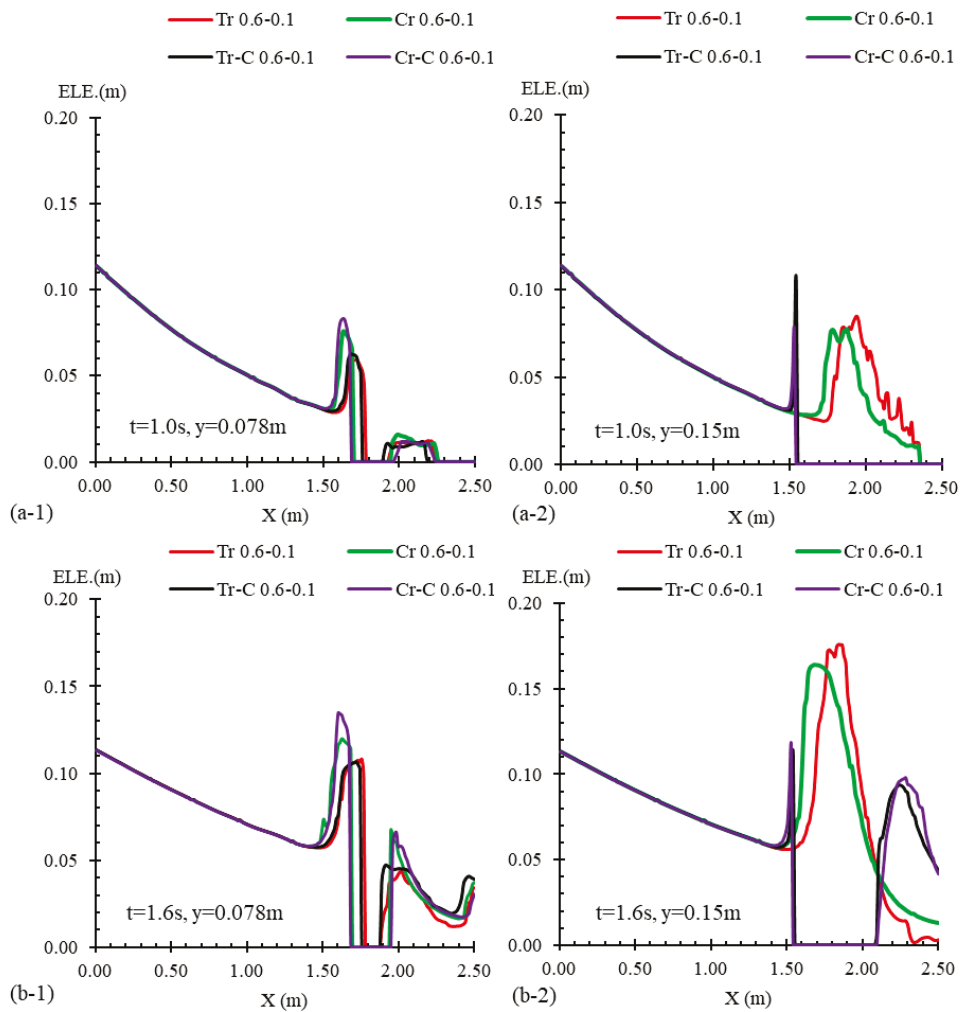 Tr 0.6-0.1 Cr 0.6-0.1 Tr 0.6-0.1 Cr 0.6-0.1
Tr-C 0.6-0.1 Cr-C 0.6-0.1 Tr-C 0.6-0.1 Cr-C 0.6-0.1
ELE.(m) ELE.(m)
0.20 0.20
0.15 0.15
0.10 0.10
0.05 0.05
t=1.0s, y=0.078m t=1.0s, y=0.15m
0.00 0.00
0.00 0.50 1.00 1.50 2.00 2.50 0.00 0.50 1.00 1.50 2.00 2.50
(a-1) X (m) (a-2) X (m)
Tr 0.6-0.1 Cr 0.6-0.1 Tr 0.6-0.1 Cr 0.6-0.1
ELE.(m) Tr-C 0.6-0.1 Cr-C 0.6-0.1 ELE.(m) Tr-C 0.6-0.1 Cr-C 0.6-0.1
0.20 0.20
0.15 0.15
0.10 0.10
0.05 0.05
t=1.6s, y=0.078m t=1.6s, y=0.15m
0.00 0.00
0.00 0.50 1.00 1.50 2.00 2.50 0.00 0.50 1.00 1.50 2.00 2.50
(b-1) X (m) (b-2) X (m)